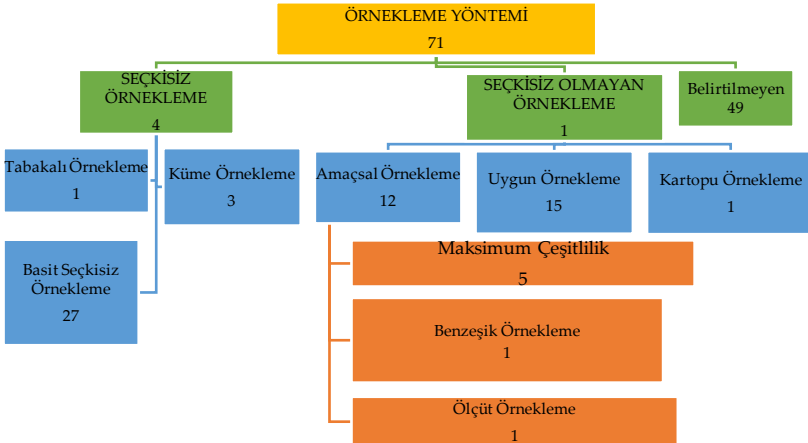 ÖRNEKLEME YÖNTEMİ
71
SEÇKİSİZ
ÖRNEKLEME
4
SEÇKİSİZ OLMAYAN
ÖRNEKLEME
1
Belirtilmeyen
49
Tabakalı Örnekleme
1
Küme Örnekleme
3
Basit Seçkisiz
Örnekleme
27
Amaçsal Örnekleme
12
Uygun Örnekleme
15
Kartopu Örnekleme
1
Maksimum Çeşitlilik
5
Benzeşik Örnekleme
1
Ölçüt Örnekleme
1